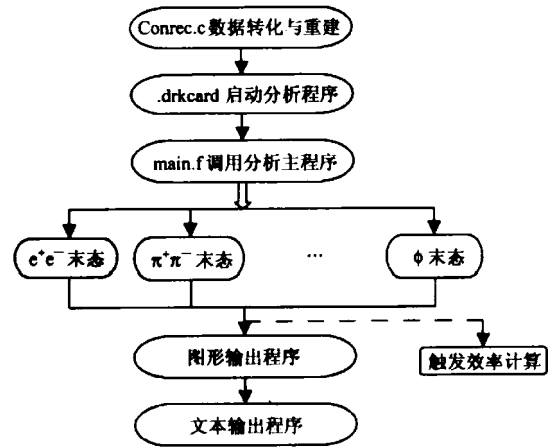 Conrec.c 数据转化与重建
.drkcard 启动分析程序
main.f 调用分析主程序
e⁺e⁻ 末态
π⁺π⁻ 末态
...
ϕ 末态
图形输出程序
触发效率计算
文本输出程序